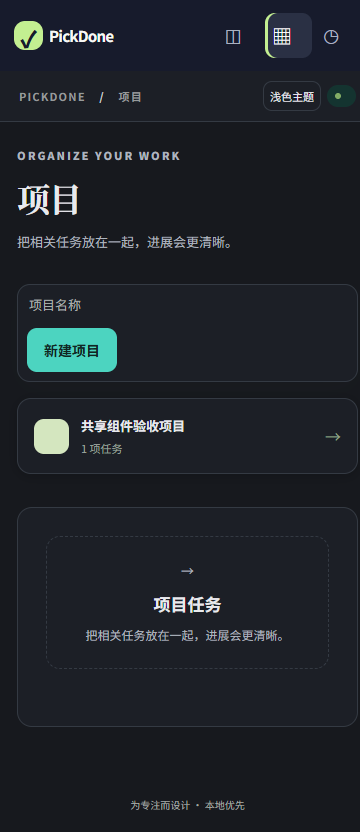 PickDone
PICKDONE / 项目
浅色主题
ORGANIZE YOUR WORK
项目
把相关任务放在一起，进展会更清晰。
项目名称
新建项目
共享组件验收项目
1 项任务
→
→
项目任务
把相关任务放在一起，进展会更清晰。
为专注而设计 • 本地优先